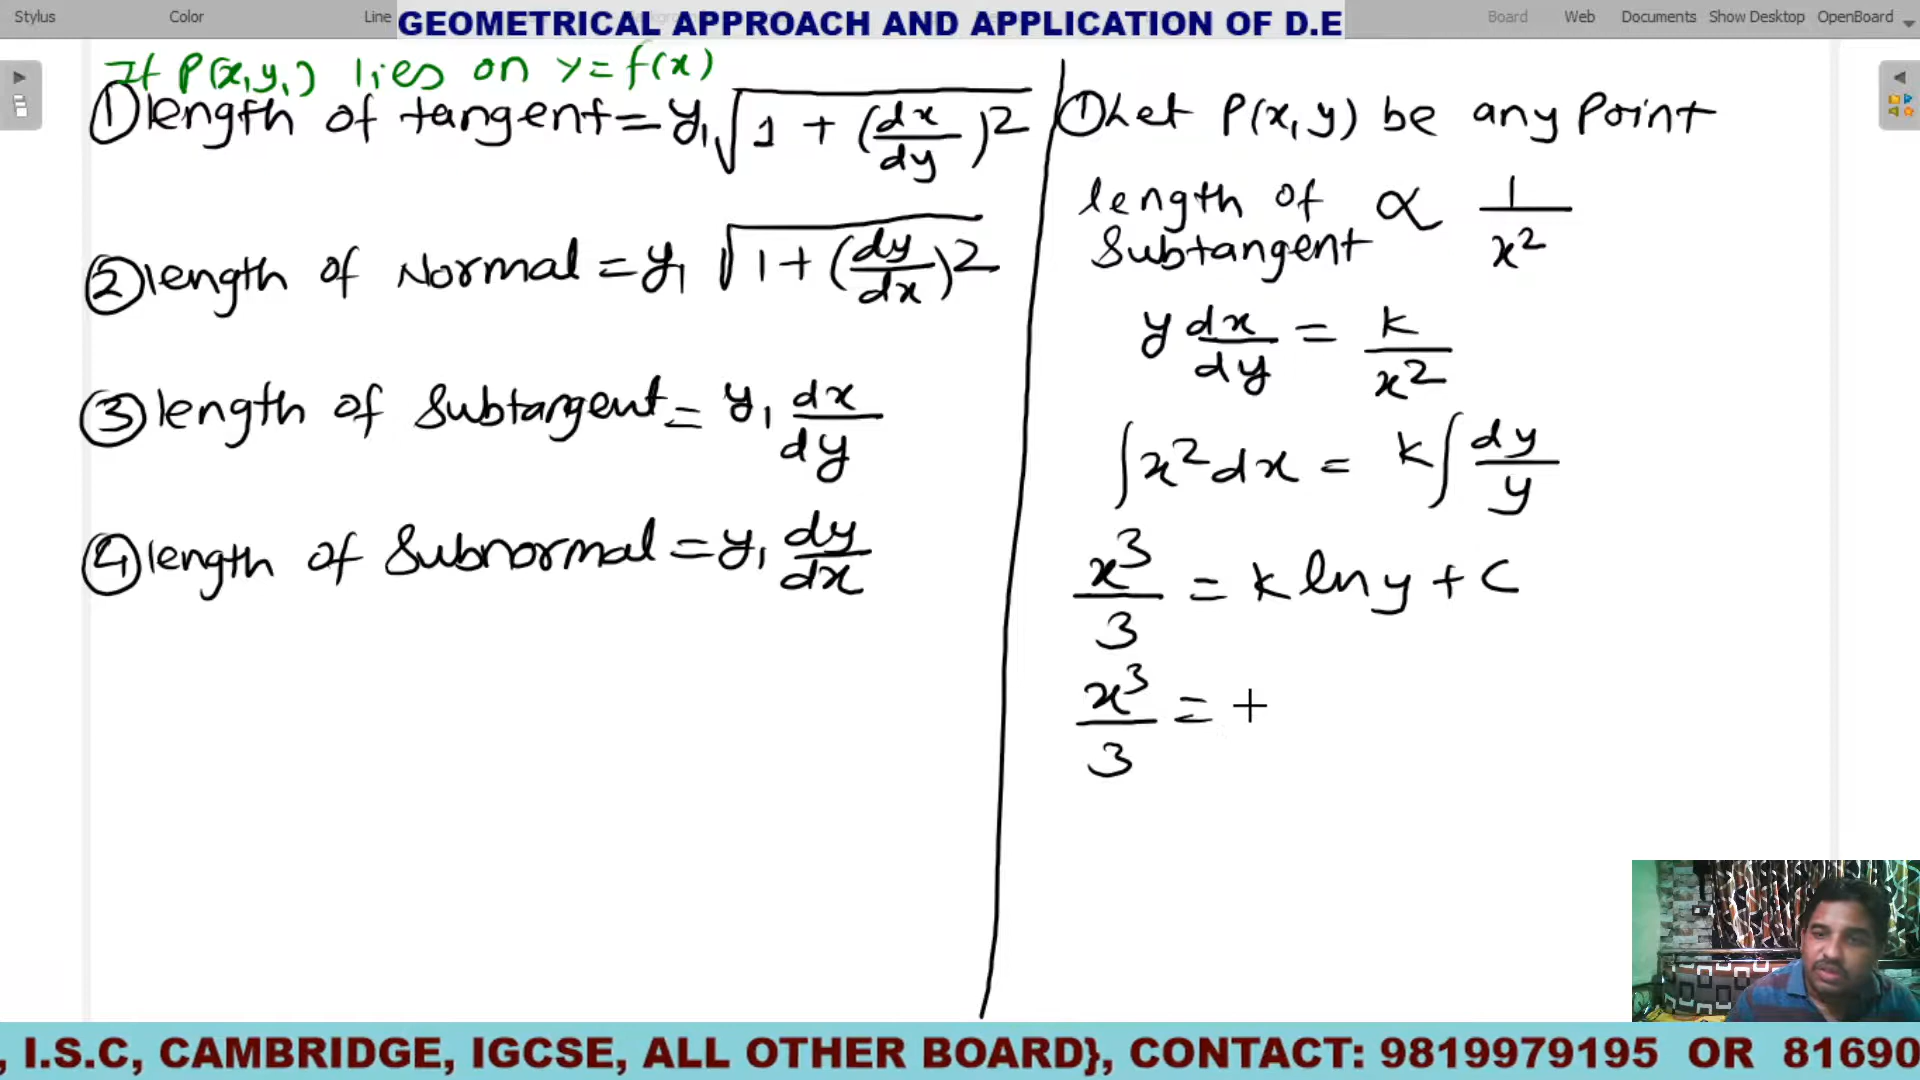 Stylus Color Line Board Web Documents Show Desktop OpenBoard
GEOMETRICAL APPROACH AND APPLICATION OF D.E
If P(x,y,) lies on y = f(x)
① length of tangent = y₁ √(1 + (dx/dy)²)
② length of Normal = y₁ √(1 + (dy/dx)²)
③ length of Subtangent = y₁ dx/dy
④ length of Subnormal = y₁ dy/dx
① Let P(x,y) be any Point
length of Subtangent ∝ 1/x²
y dx/dy = k/x²
∫x² dx = k∫ dy/y
x³/3 = k ln y + C
x³/3 =
, I.S.C, CAMBRIDGE, IGCSE, ALL OTHER BOARD}, CONTACT: 9819979195 OR 81690